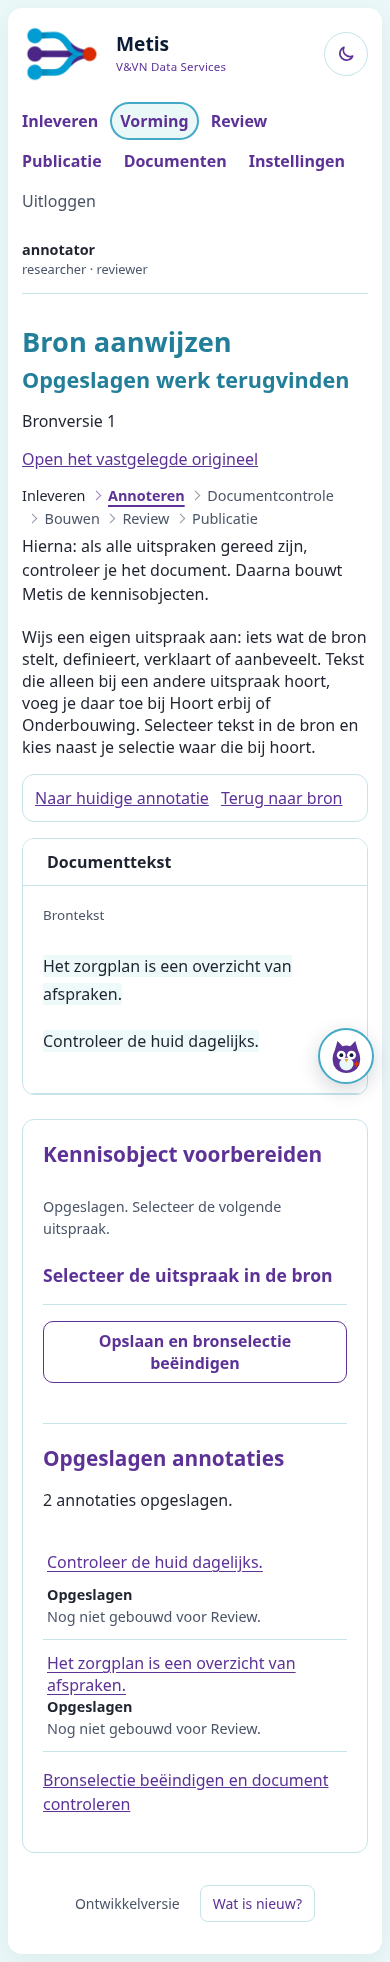 Metis
V&VN Data Services
Inleveren Vorming Review
Publicatie Documenten Instellingen
Uitloggen
annotator
researcher · reviewer
Bron aanwijzen
Opgeslagen werk terugvinden
Bronversie 1
Open het vastgelegde origineel
Inleveren Annoteren Documentcontrole
Bouwen Review Publicatie
Hierna: als alle uitspraken gereed zijn,
controleer je het document. Daarna bouwt
Metis de kennisobjecten.
Wijs een eigen uitspraak aan: iets wat de bron
stelt, definieert, verklaart of aanbeveelt. Tekst
die alleen bij een andere uitspraak hoort,
voeg je daar toe bij Hoort erbij of
Onderbouwing. Selecteer tekst in de bron en
kies naast je selectie waar die bij hoort.
Naar huidige annotatie Terug naar bron
Documenttekst
Brontekst
Het zorgplan is een overzicht van
afspraken.
Controleer de huid dagelijks.
Kennisobject voorbereiden
Opgeslagen. Selecteer de volgende
uitspraak.
Selecteer de uitspraak in de bron
Opslaan en bronselectie
beëindigen
Opgeslagen annotaties
2 annotaties opgeslagen.
Controleer de huid dagelijks.
Opgeslagen
Nog niet gebouwd voor Review.
Het zorgplan is een overzicht van
afspraken.
Opgeslagen
Nog niet gebouwd voor Review.
Bronselectie beëindigen en document
controleren
Ontwikkelversie Wat is nieuw?